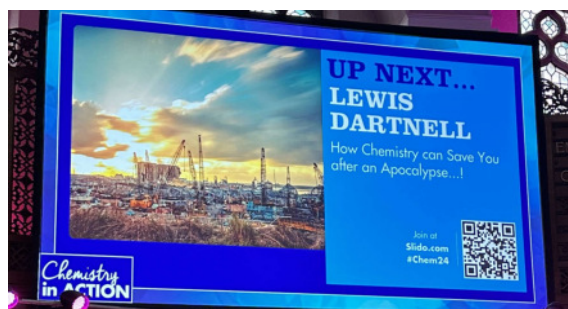 UP NEXT...
LEWIS
DARTNELL
How Chemistry can Save You
after an Apocalypse...!
Join at
Slido.com
#Chem24
Chemistry
in ACTION